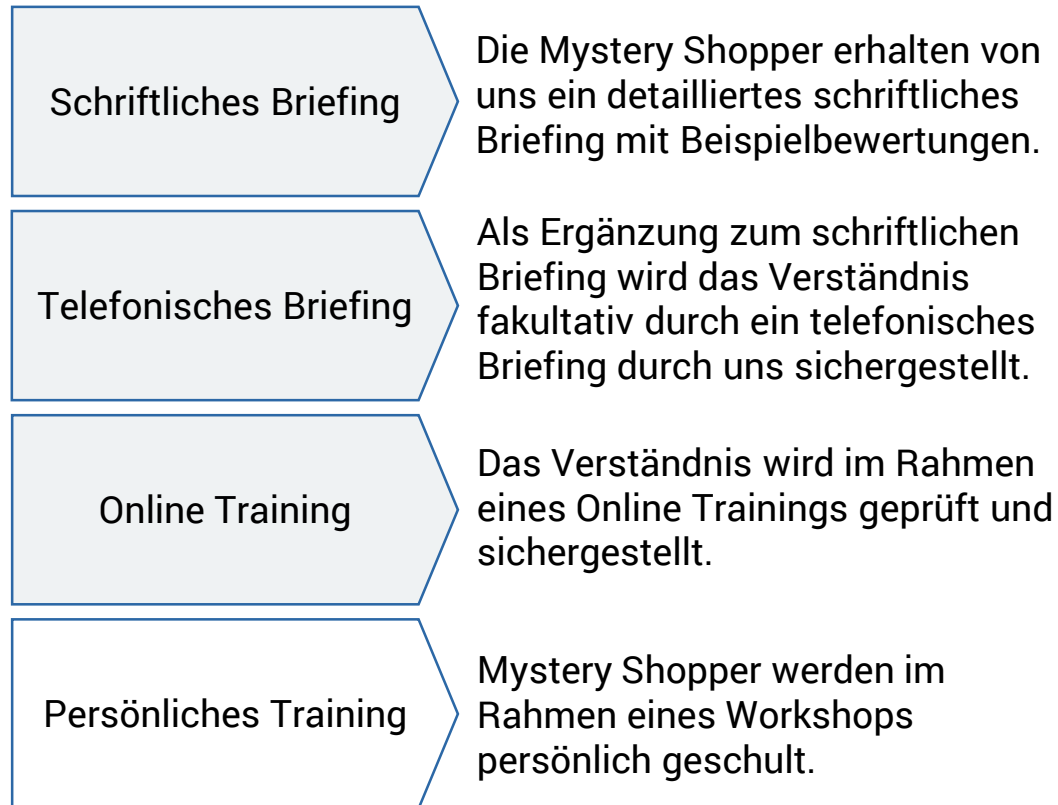 Schriftliches Briefing
Die Mystery Shopper erhalten von
uns ein detailliertes schriftliches
Briefing mit Beispielbewertungen.
Telefonisches Briefing
Als Ergänzung zum schriftlichen
Briefing wird das Verständnis
fakultativ durch ein telefonisches
Briefing durch uns sichergestellt.
Online Training
Das Verständnis wird im Rahmen
eines Online Trainings geprüft und
sichergestellt.
Persönliches Training
Mystery Shopper werden im
Rahmen eines Workshops
persönlich geschult.